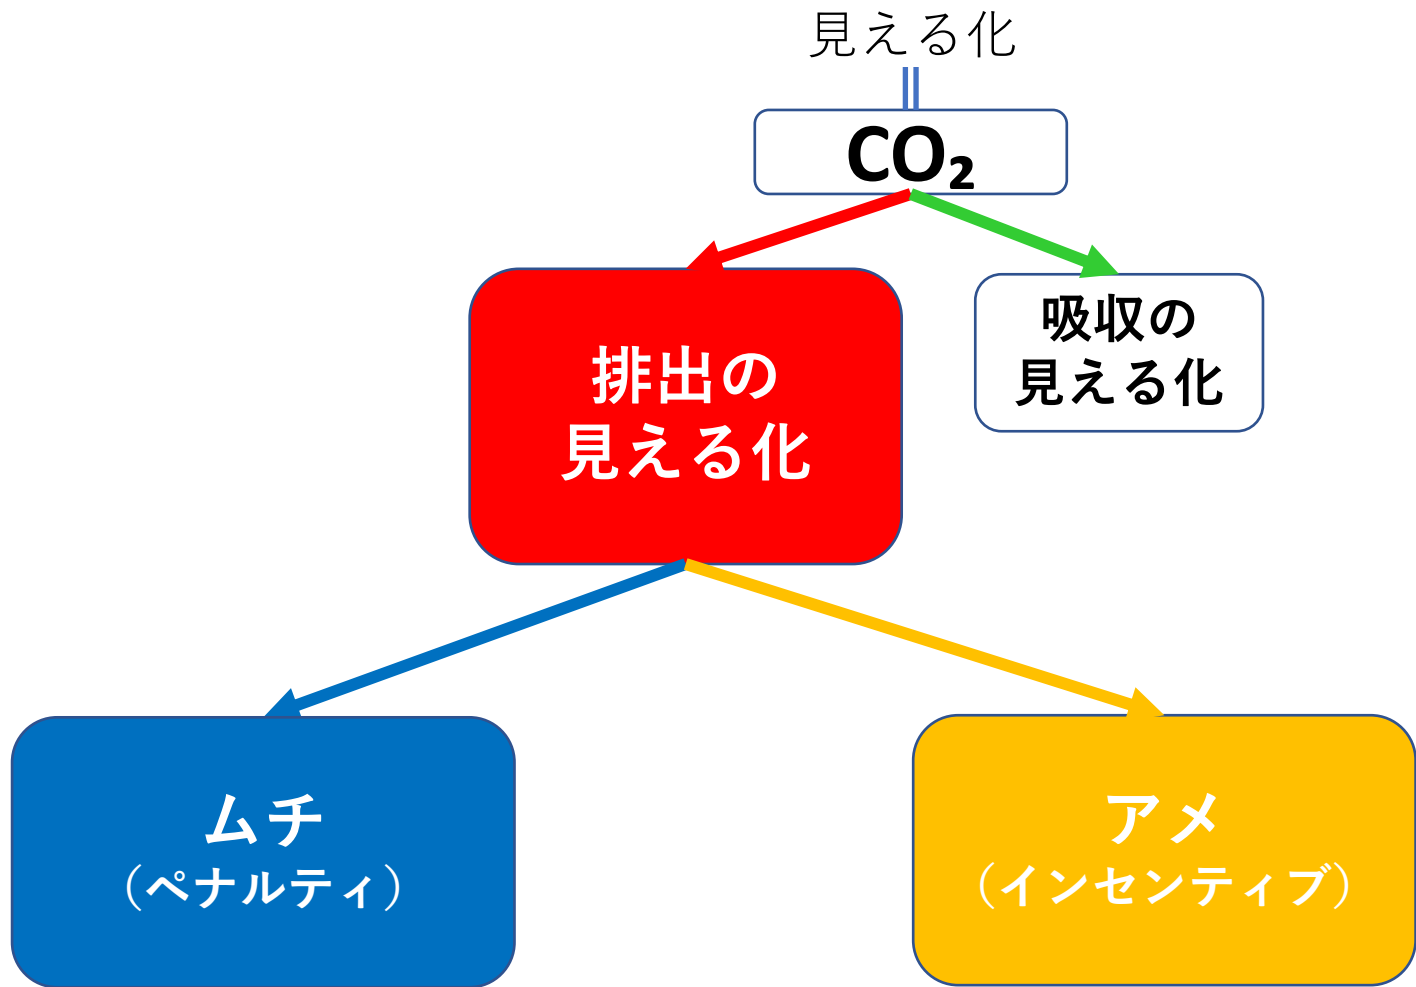 見える化
CO₂
排出の
見える化
吸収の
見える化
ムチ
（ペナルティ）
アメ
（インセンティブ）